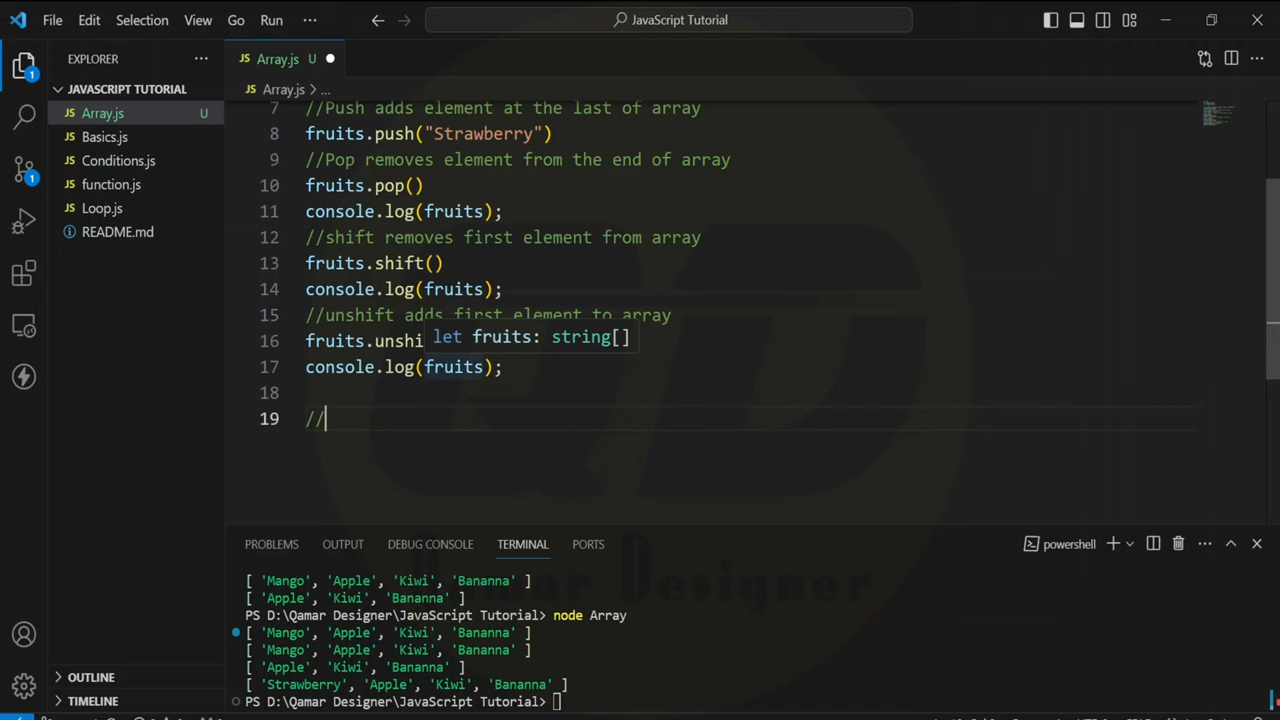 File Edit View Go Run ··· JavaScript Tutorial
EXPLORER ···
JAVASCRIPT TUTORIAL
JS Array.js U
JS Basics.js
JS Conditions.js
JS function.js
JS Loop.js
README.md
OUTLINE
TIMELINE
1
1
JS Array.js U
JS Array.js > ...
7 //Push adds element at the last of array
8 fruits.push("Strawberry")
9 //Pop removes element from the end of array
10 fruits.pop()
11 console.log(fruits);
12 //shift removes first element from array
13 fruits.shift()
14 console.log(fruits);
15 //unshift adds first element to array
let fruits: string[]
16 fruits.unshi
17 console.log(fruits);
18
19 //
PROBLEMS OUTPUT DEBUG CONSOLE TERMINAL PORTS powershell
[ 'Mango', 'Apple', 'Kiwi', 'Bananna' ]
[ 'Apple', 'Kiwi', 'Bananna' ]
PS D:\Qamar Designer\JavaScript Tutorial> node Array
[ 'Mango', 'Apple', 'Kiwi', 'Bananna' ]
[ 'Mango', 'Apple', 'Kiwi', 'Bananna' ]
[ 'Apple', 'Kiwi', 'Bananna' ]
[ 'Strawberry', 'Apple', 'Kiwi', 'Bananna' ]
PS D:\Qamar Designer\JavaScript Tutorial>
Qamar Designer